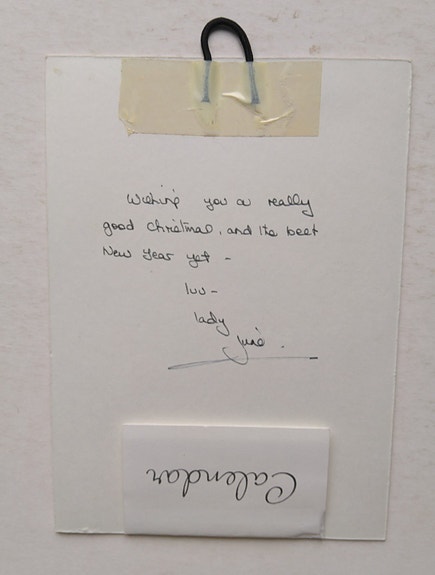 Wishing you a really
good Christmas, and the best
New Year yet -
luv -
lady
June.
Calendar